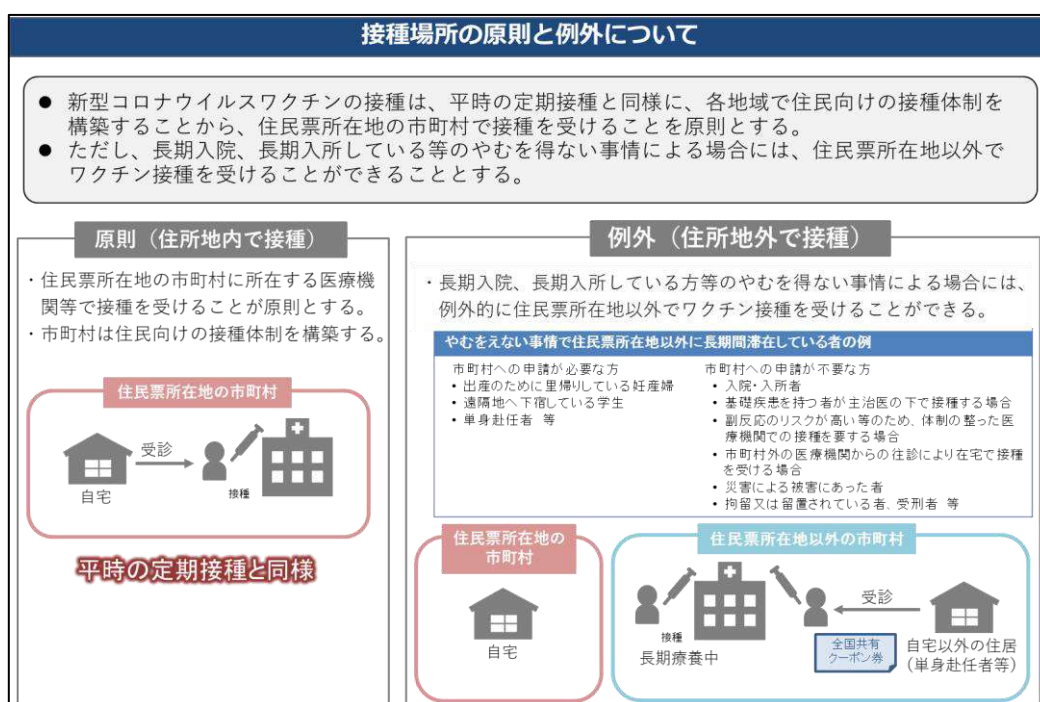 接種場所の原則と例外について
● 新型コロナウイルスワクチンの接種は、平時の定期接種と同様に、各地域で住民向けの接種体制を
構築することから、住民票所在地の市町村で接種を受けることを原則とする。
● ただし、長期入院、長期入所している等のやむを得ない事情による場合には、住民票所在地以外で
ワクチン接種を受けることができることとする。
原則（住所地内で接種）
・住民票所在地の市町村に所在する医療機
関等で接種を受けることが原則とする。
・市町村は住民向けの接種体制を構築する。
住民票所在地の市町村
受診
自宅
接種
平時の定期接種と同様
例外（住所地外で接種）
・長期入院、長期入所している方等のやむを得ない事情による場合には、
例外的に住民票所在地以外でワクチン接種を受けることができる。
やむをえない事情で住民票所在地以外に長期間滞在している者の例
市町村への申請が必要な方
• 出産のために里帰りしている妊産婦
• 遠隔地へ下宿している学生
• 単身赴任者 等
市町村への申請が不要な方
• 入院・入所者
• 基礎疾患を持つ者が主治医の下で接種する場合
• 副反応のリスクが高い等のため、体制の整った医
療機関での接種を要する場合
• 市町村外の医療機関からの往診により在宅で接種
を受ける場合
• 災害による被害にあった者
• 拘留又は留置されている者、受刑者 等
住民票所在地の
市町村
自宅
住民票所在地以外の市町村
接種
長期療養中
受診
全国共有
クーポン券
自宅以外の住居
(単身赴任者等)